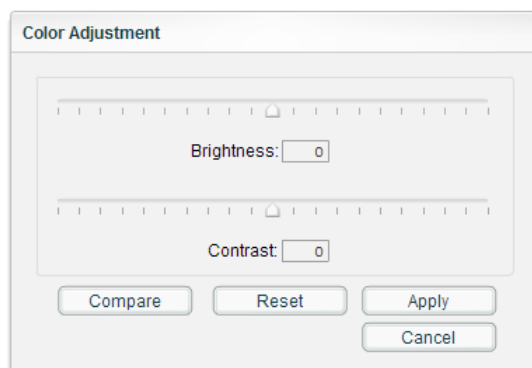 Color Adjustment
Brightness: 0
Contrast: 0
Compare Reset Apply
Cancel